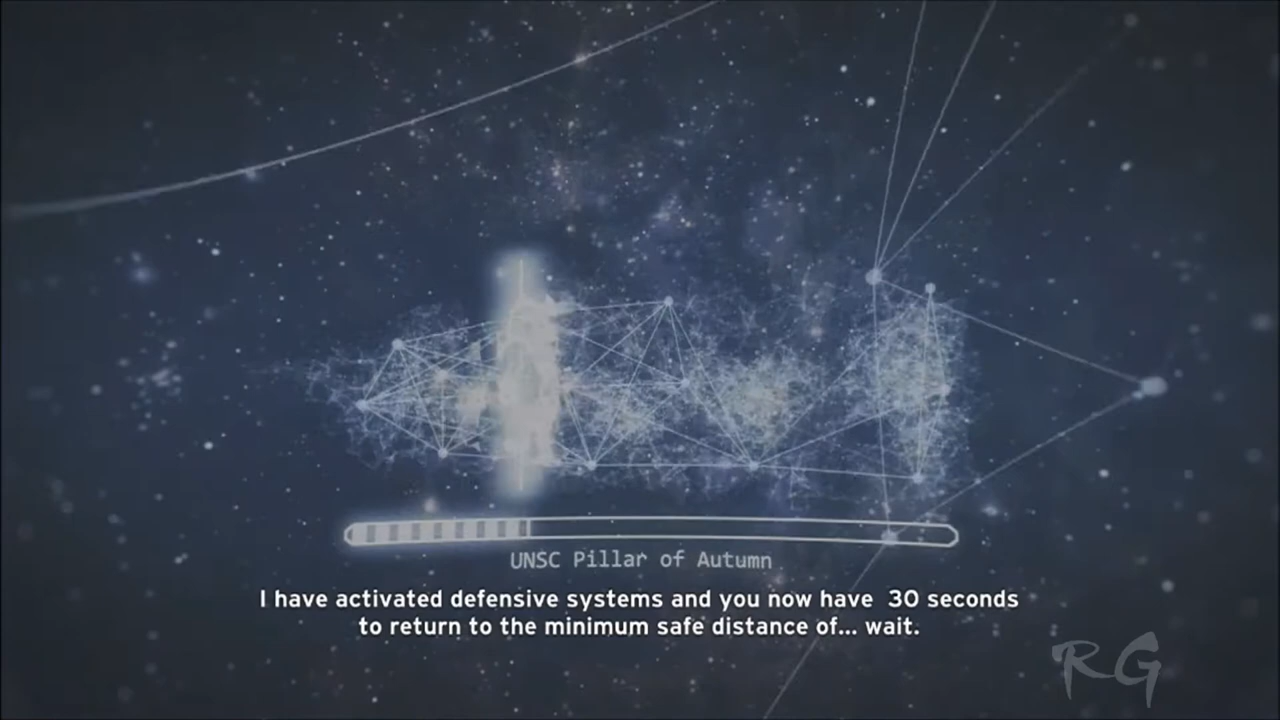 UNSC Pillar of Autumn
I have activated defensive systems and you now have 30 seconds
to return to the minimum safe distance of... wait.
RG